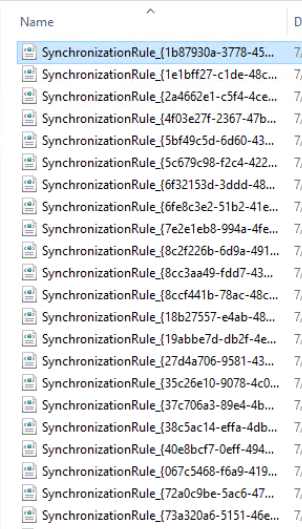 Name D
SynchronizationRule_{1b87930a-3778-45... 7/
SynchronizationRule_{1e1bff27-c1de-48c... 7/
SynchronizationRule_{2a4662e1-c5f4-4ce... 7/
SynchronizationRule_{4f03e27f-2367-47b... 7/
SynchronizationRule_{5bf49c5d-6d60-43... 7/
SynchronizationRule_{5c679c98-f2c4-422... 7/
SynchronizationRule_{6f32153d-3ddd-48... 7/
SynchronizationRule_{6fe8c3e2-51b2-41e... 7/
SynchronizationRule_{7e2e1eb8-994a-4fe... 7/
SynchronizationRule_{8c2f226b-6d9a-491... 7/
SynchronizationRule_{8cc3aa49-fdd7-43... 7/
SynchronizationRule_{8ccf441b-78ac-48c... 7/
SynchronizationRule_{18b27557-e4ab-48... 7/
SynchronizationRule_{19abbe7d-db2f-4e... 7/
SynchronizationRule_{27d4a706-9581-43... 7/
SynchronizationRule_{35c26e10-9078-4c0... 7/
SynchronizationRule_{37c706a3-89e4-4b... 7/
SynchronizationRule_{38c5ac14-effa-4db... 7/
SynchronizationRule_{40e8bcf7-0eff-494... 7/
SynchronizationRule_{067c5468-f6a9-419... 7/
SynchronizationRule_{72a0c9be-5ac6-47... 7/
SynchronizationRule_{73a320a6-5151-46e... 7/